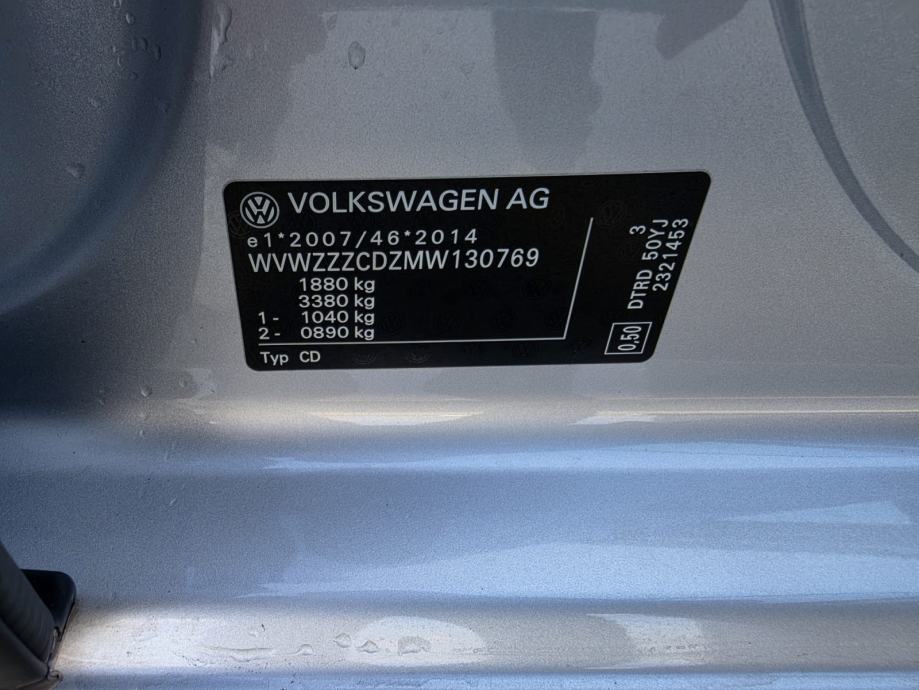 VOLKSWAGEN AG
e1*2007/46*2014
WVWZZZCDZMW130769
1880 kg
3380 kg
1 - 1040 kg
2 - 0890 kg
Typ CD
3
DTRD 50YJ
2321453
0,50